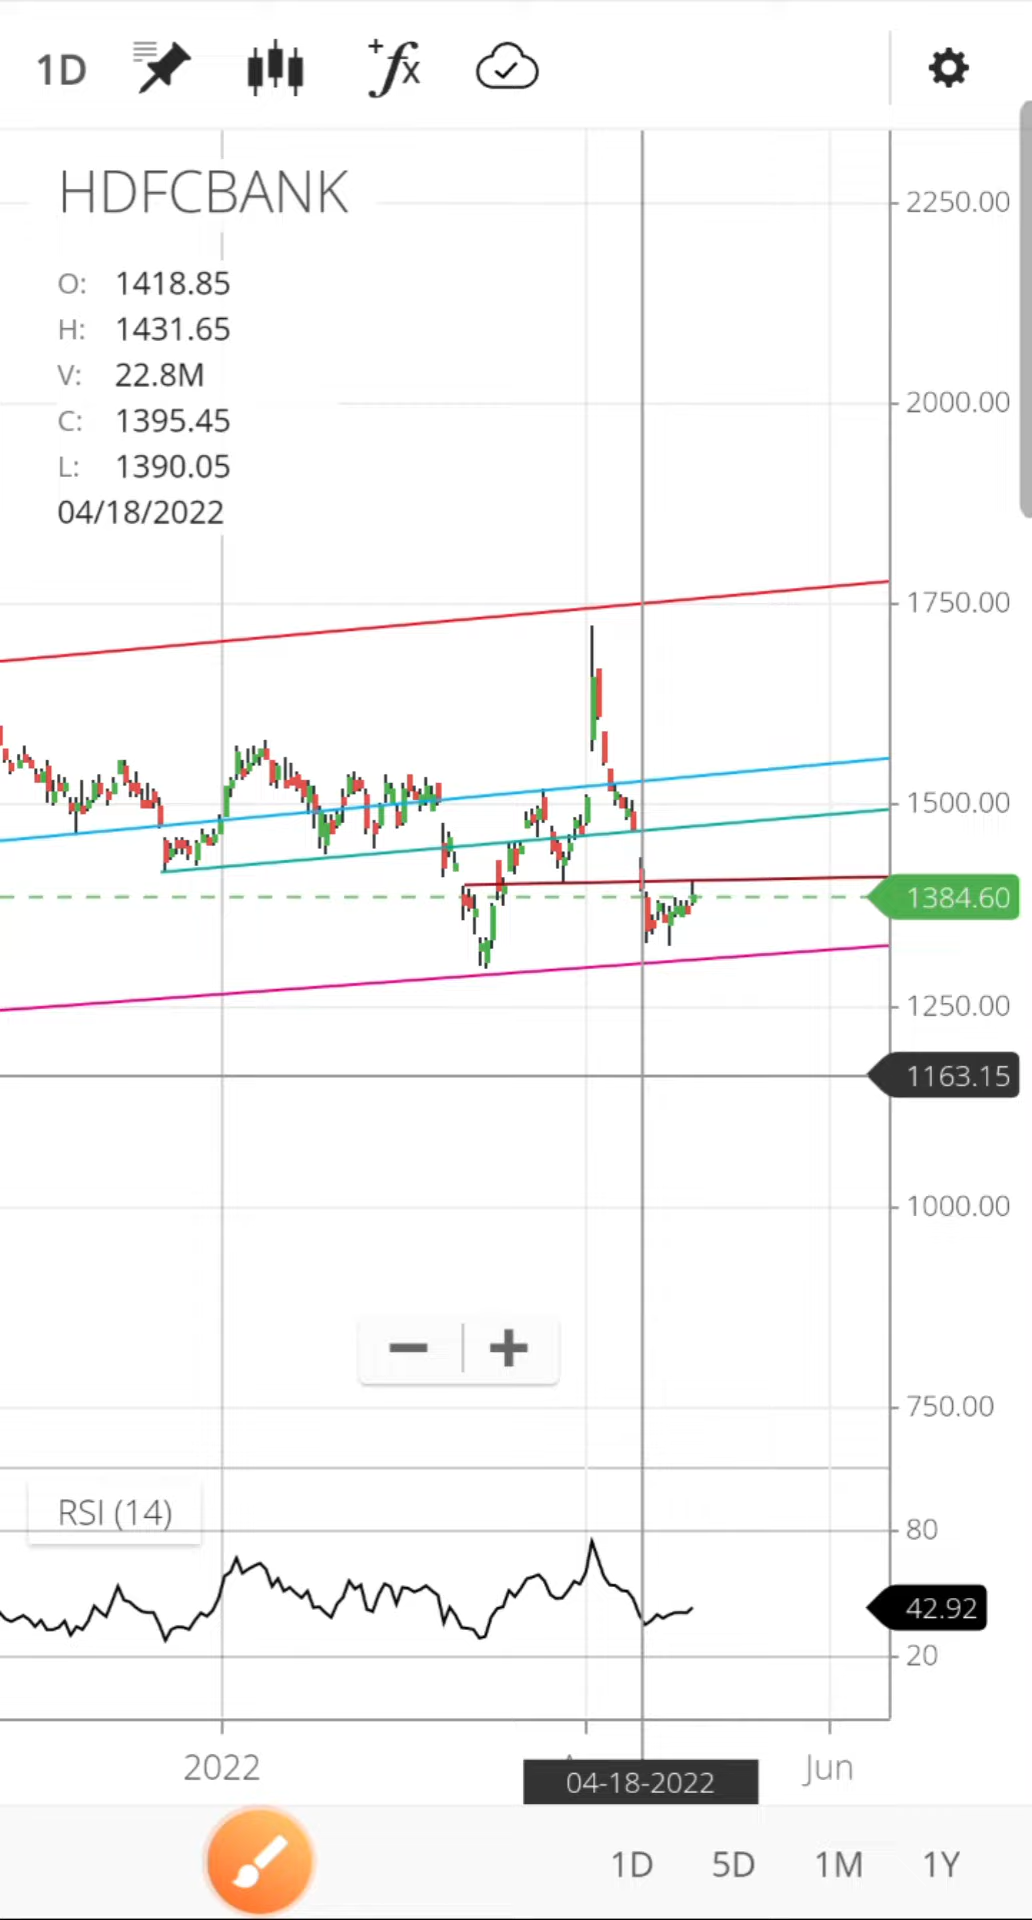 1D
HDFCBANK
O: 1418.85
H: 1431.65
V: 22.8M
C: 1395.45
L: 1390.05
04/18/2022
2250.00
2000.00
1750.00
1500.00
1384.60
1250.00
1163.15
1000.00
750.00
RSI (14)
80
42.92
20
2022
04-18-2022
Jun
1D 5D 1M 1Y